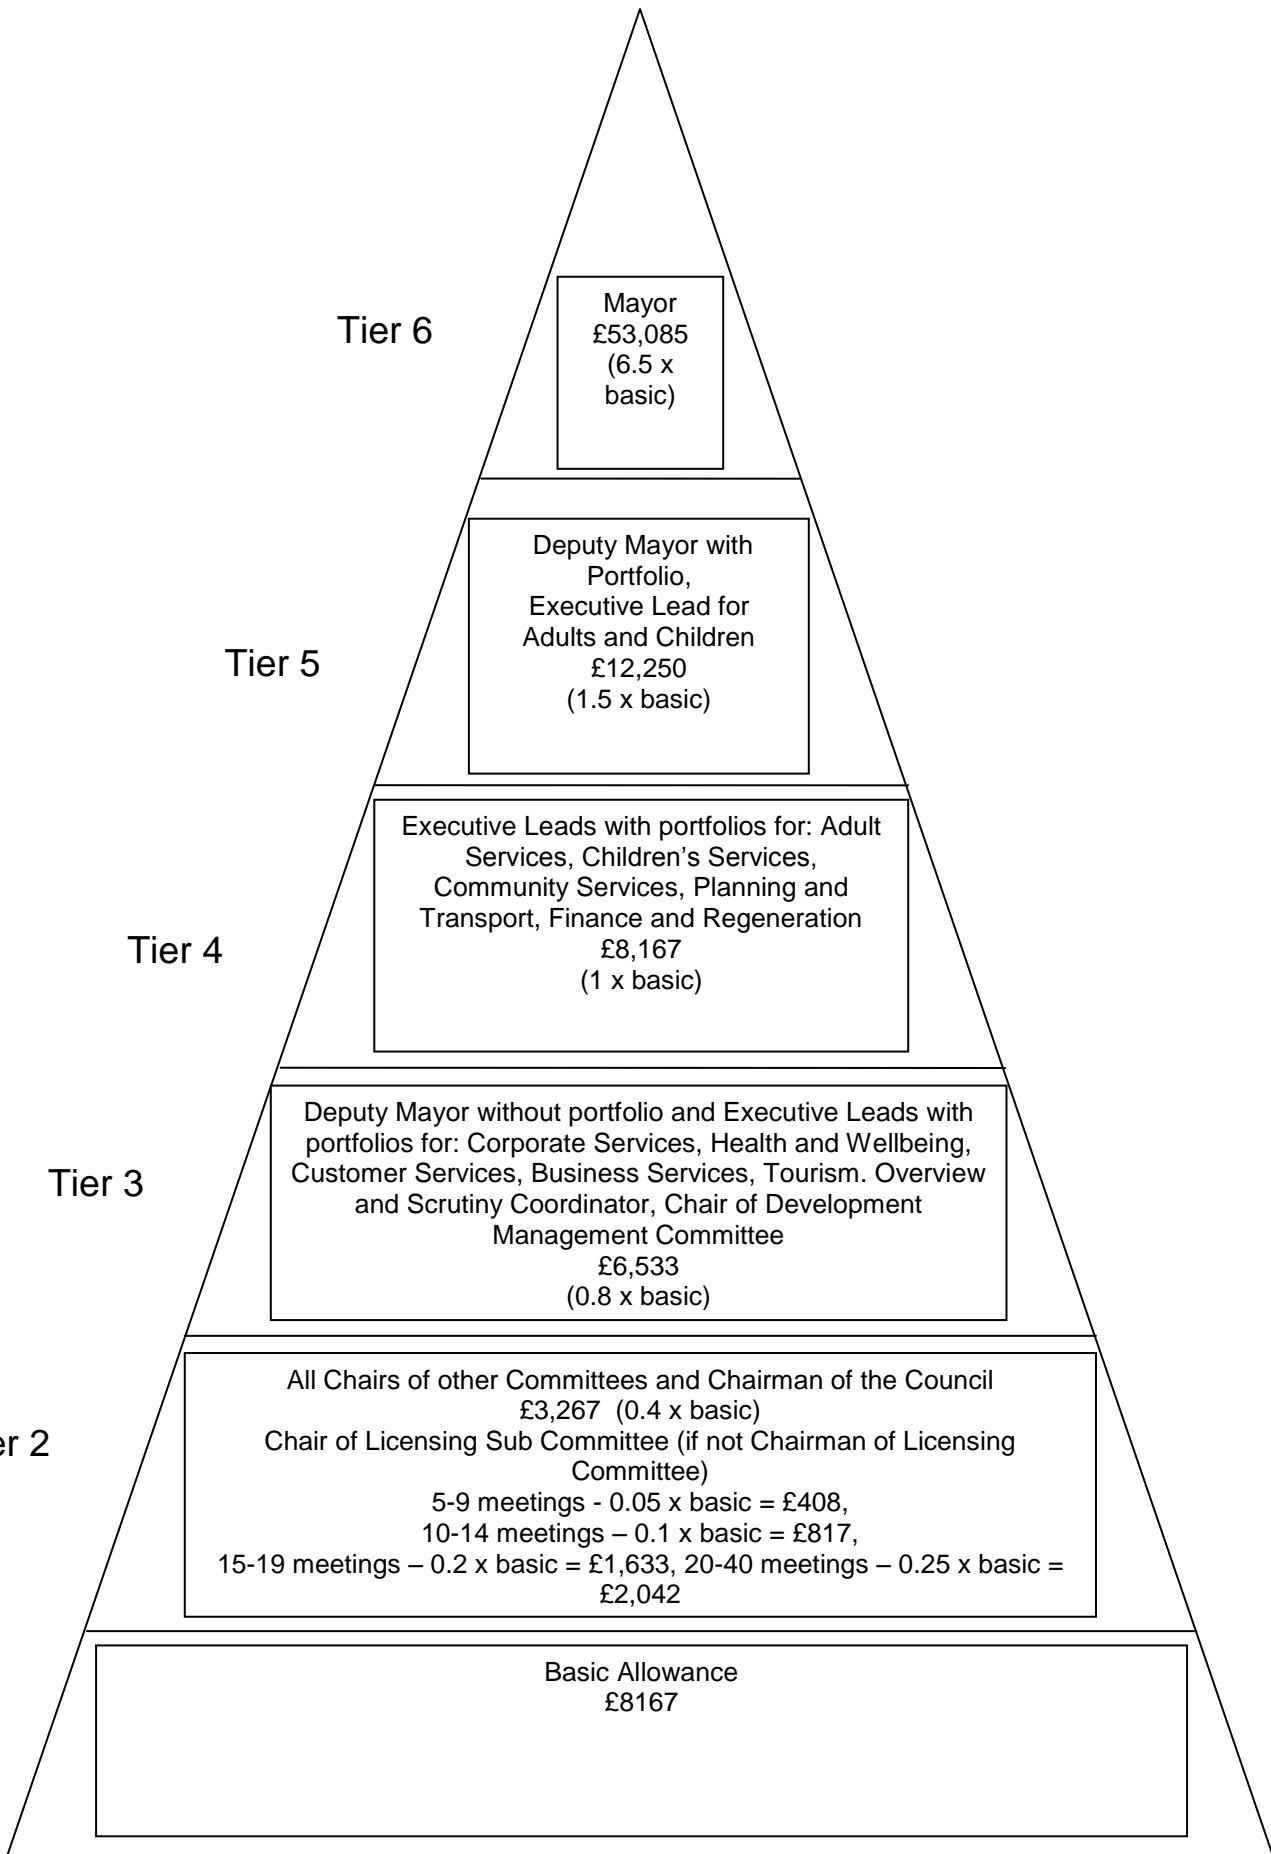 Tier 6
Mayor
£53,085
(6.5 x
basic)
Tier 5
Deputy Mayor with
Portfolio,
Executive Lead for
Adults and Children
£12,250
(1.5 x basic)
Tier 4
Executive Leads with portfolios for: Adult
Services, Children’s Services,
Community Services, Planning and
Transport, Finance and Regeneration
£8,167
(1 x basic)
Tier 3
Deputy Mayor without portfolio and Executive Leads with
portfolios for: Corporate Services, Health and Wellbeing,
Customer Services, Business Services, Tourism. Overview
and Scrutiny Coordinator, Chair of Development
Management Committee
£6,533
(0.8 x basic)
er 2
All Chairs of other Committees and Chairman of the Council
£3,267  (0.4 x basic)
Chair of Licensing Sub Committee (if not Chairman of Licensing
Committee)
5-9 meetings - 0.05 x basic = £408,
10-14 meetings – 0.1 x basic = £817,
15-19 meetings – 0.2 x basic = £1,633, 20-40 meetings – 0.25 x basic =
£2,042
Basic Allowance
£8167